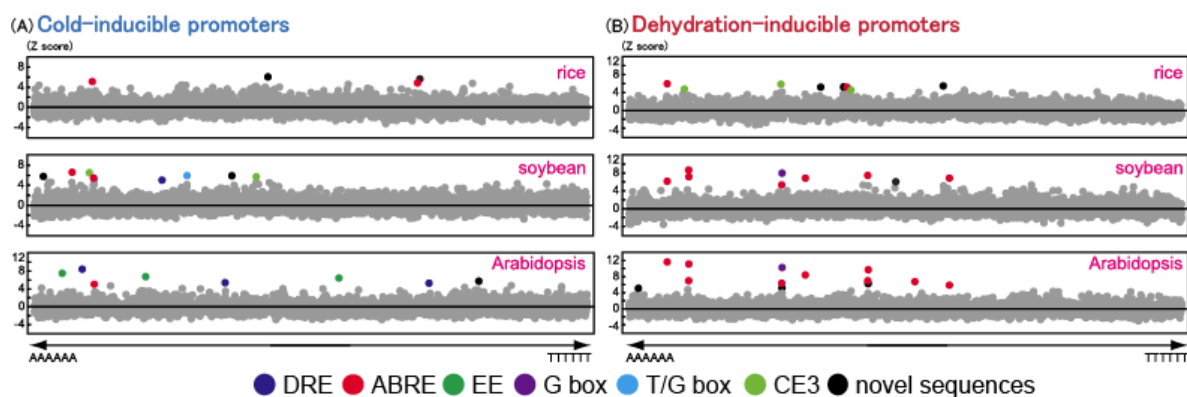 (A) Cold-inducible promoters
(Z score)
8
4
0
-4
rice
8
4
0
-4
soybean
12
8
4
0
-4
Arabidopsis
AAAAAA
TTTTTT
(B) Dehydration-inducible promoters
(Z score)
12
8
4
0
-4
rice
12
8
4
0
-4
soybean
12
8
4
0
-4
Arabidopsis
AAAAAA
TTTTTT
DRE ABRE EE G box T/G box CE3 novel sequences